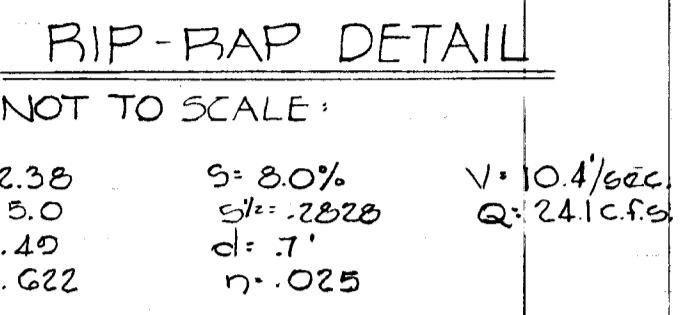 RIP-RAP DETAIL
NOT TO SCALE:
2.38 S= 8.0% V= 10.4'/sec.
5.0 S½= .2828 Q= 24.1 c.f.s.
.49 d= .7'
.622 n= .025